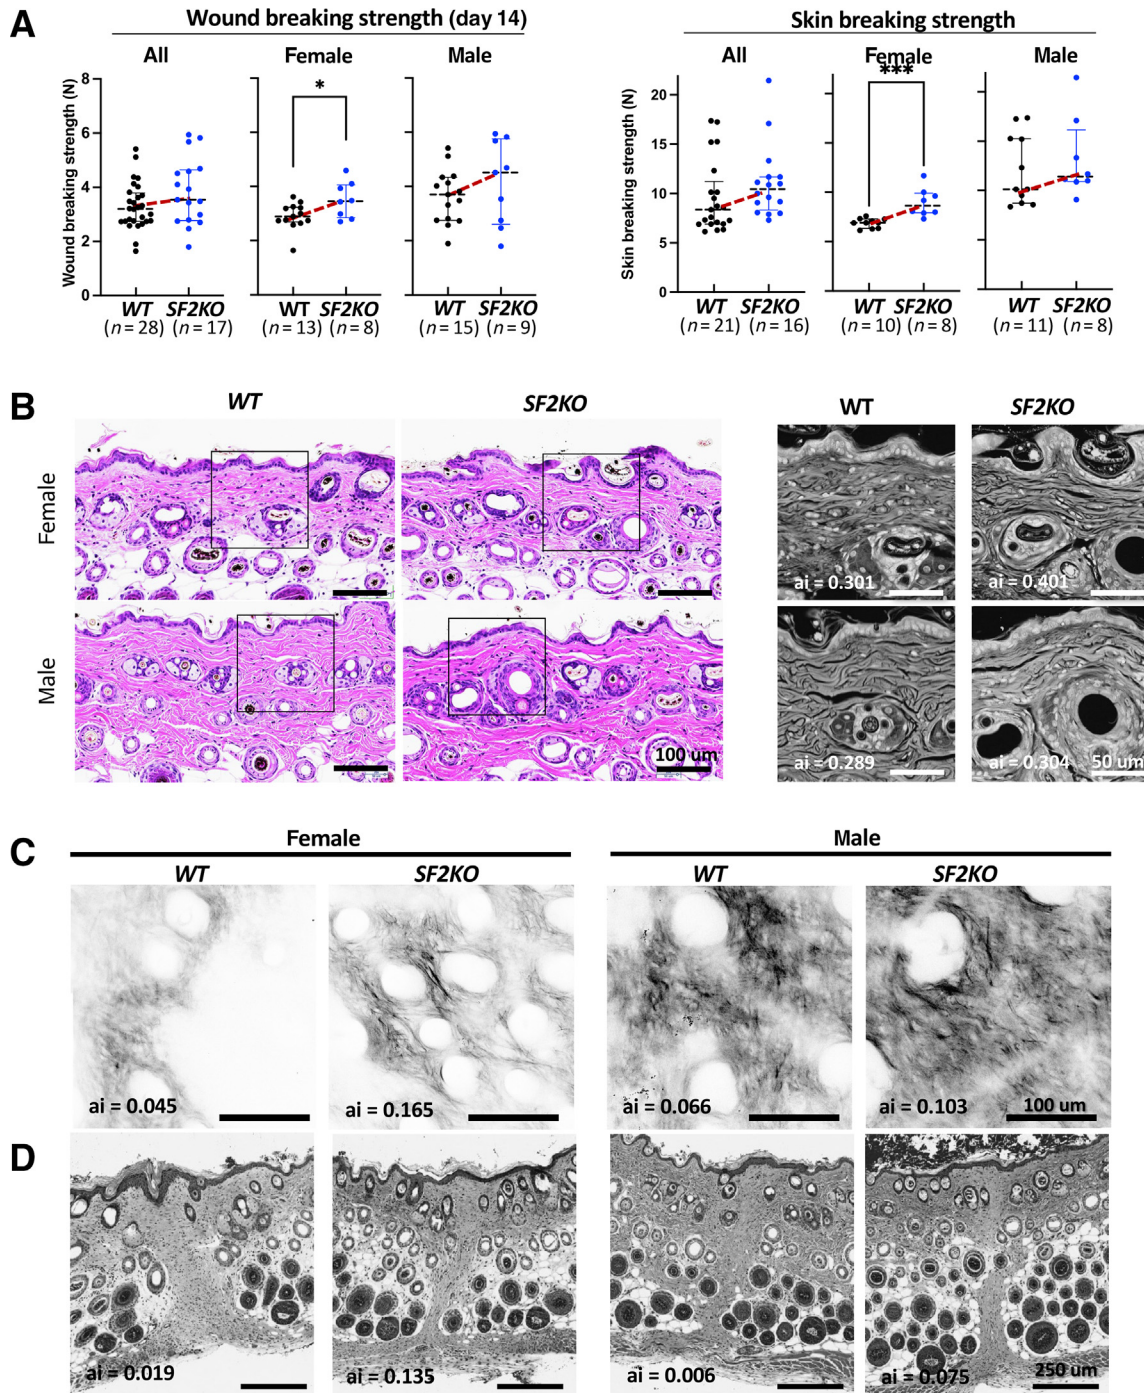 A
Wound breaking strength (day 14)
Skin breaking strength
All
Female
Male
All
Female
Male
Wound breaking strength (N)
8
6
4
2
0
*
Skin breaking strength (N)
20
15
10
5
0
***
WT SF2KO
(n = 28) (n = 17)
WT SF2KO
(n = 13) (n = 8)
WT SF2KO
(n = 15) (n = 9)
WT SF2KO
(n = 21) (n = 16)
WT SF2KO
(n = 10) (n = 8)
WT SF2KO
(n = 11) (n = 8)
B
WT
SF2KO
WT
SF2KO
Female
ai = 0.301
ai = 0.401
Male
100 um
ai = 0.289
ai = 0.304
50 um
C
Female
Male
WT
SF2KO
WT
SF2KO
ai = 0.045
ai = 0.165
ai = 0.066
ai = 0.103
100 um
D
ai = 0.019
ai = 0.135
ai = 0.006
ai = 0.075
250 um